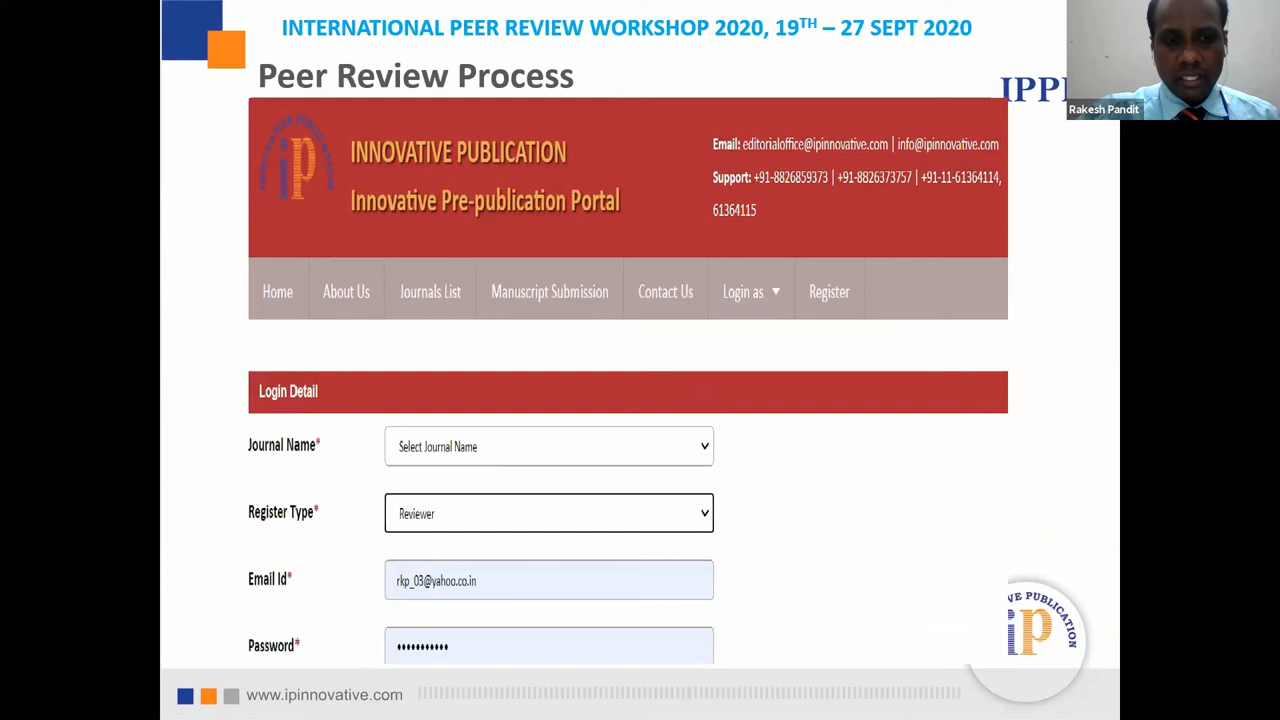 INTERNATIONAL PEER REVIEW WORKSHOP 2020, 19TH – 27 SEPT 2020
Peer Review Process
IPP
Rakesh Pandit
ip
INNOVATIVE PUBLICATION
Innovative Pre-publication Portal
Email: editorialoffice@ipinnovative.com | info@ipinnovative.com
Support: +91-8826859373 | +91-8826373757 | +91-11-61364114,
61364115
Home About Us Journals List Manuscript Submission Contact Us Login as Register
Login Detail
Journal Name* Select Journal Name
Register Type* Reviewer
Email Id* rkp_03@yahoo.co.in
Password* •••••••••••
VE PUBLICATION
ip
www.ipinnovative.com